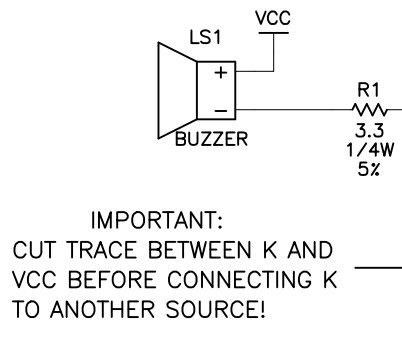 VCC
LS1
+
−
BUZZER
R1
3.3
1/4W
5%
IMPORTANT:
CUT TRACE BETWEEN K AND
VCC BEFORE CONNECTING K
TO ANOTHER SOURCE!